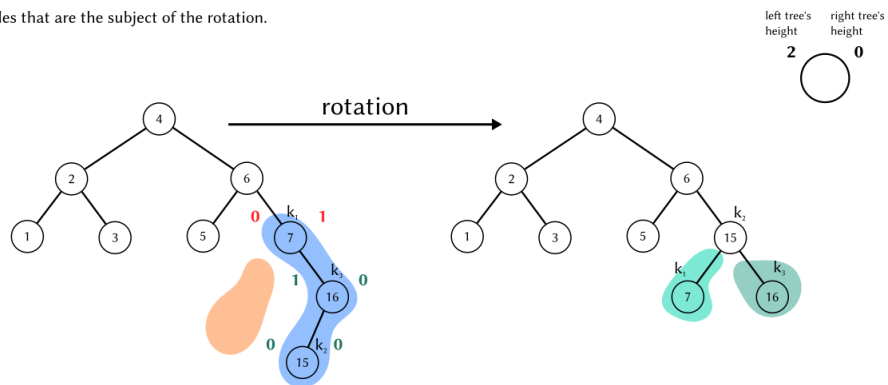 les that are the subject of the rotation.
left tree's right tree's
height height
2 0
rotation
4 4
2 6 2 6
k₁ k₂
0 1
1 3 5 7 1 3 5 15
k₃ k₁ k₃
1 0
16 7 16
0 k₂ 0
15